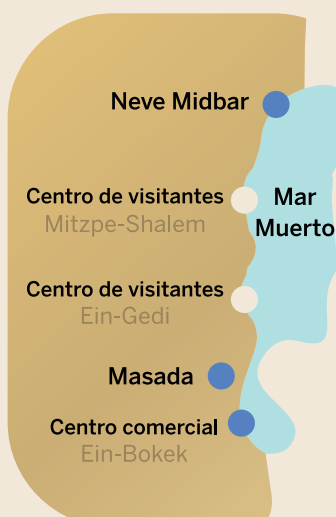 Neve Midbar
Centro de visitantes
Mitzpe-Shalem
Mar
Muerto
Centro de visitantes
Ein-Gedi
Masada
Centro comercial
Ein-Bokek